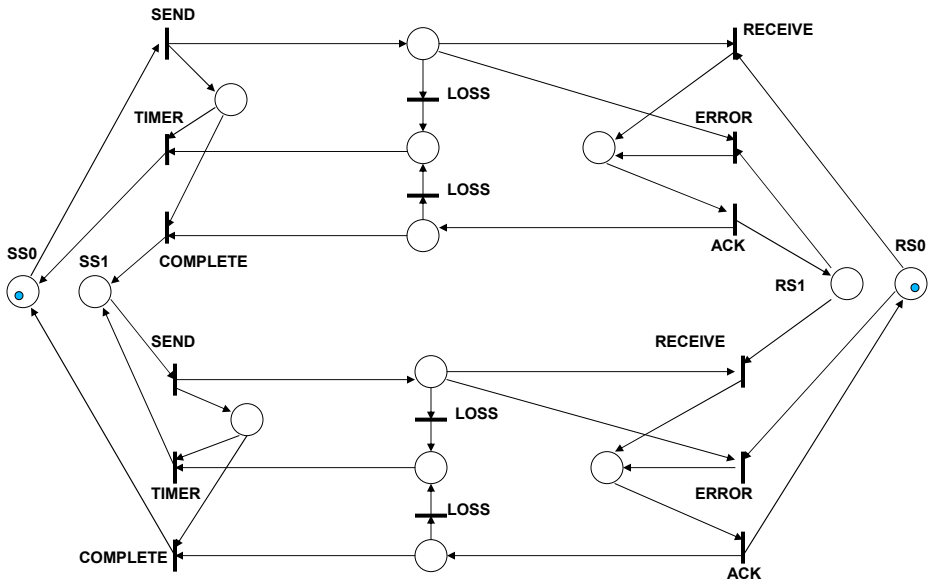 SEND
RECEIVE
LOSS
TIMER
ERROR
LOSS
ACK
SS0
SS1
COMPLETE
RS1
RS0
SEND
RECEIVE
LOSS
TIMER
ERROR
LOSS
COMPLETE
ACK